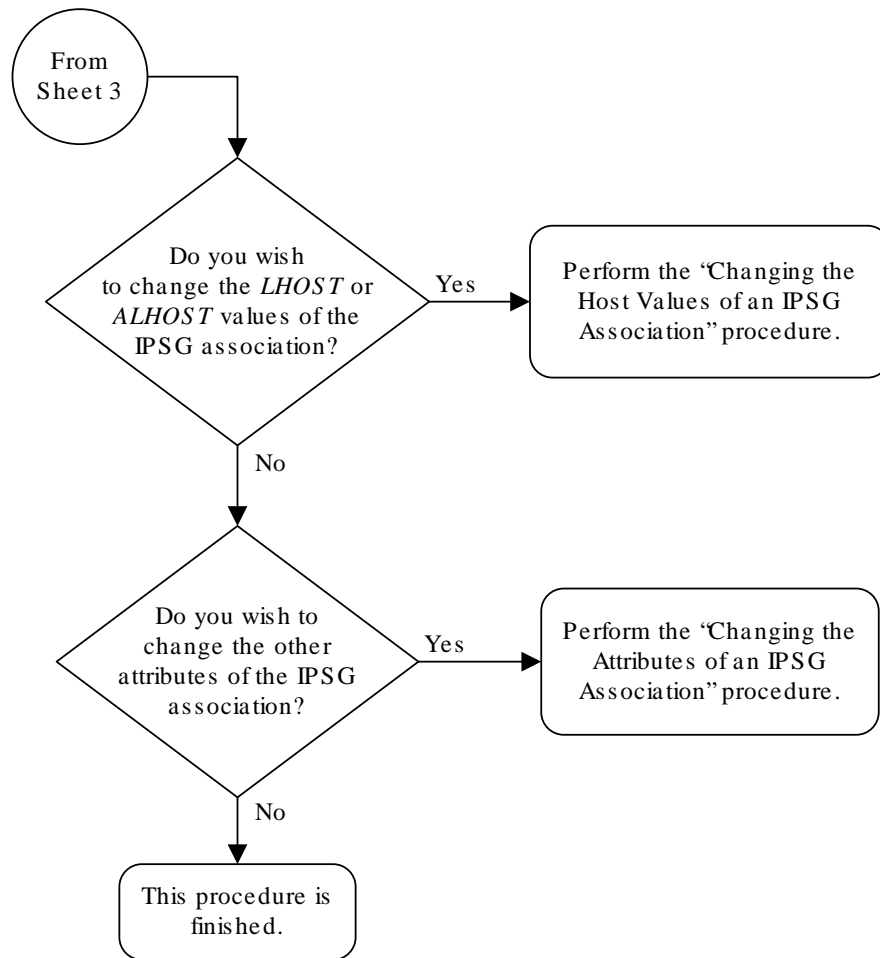 From
Sheet 3
Do you wish
to change the LHOST or
ALHOST values of the
IPSG association?
Yes
Perform the “Changing the
Host Values of an IPSG
Association” procedure.
No
Do you wish to
change the other
attributes of the IPSG
association?
Yes
Perform the “Changing the
Attributes of an IPSG
Association” procedure.
No
This procedure is
finished.